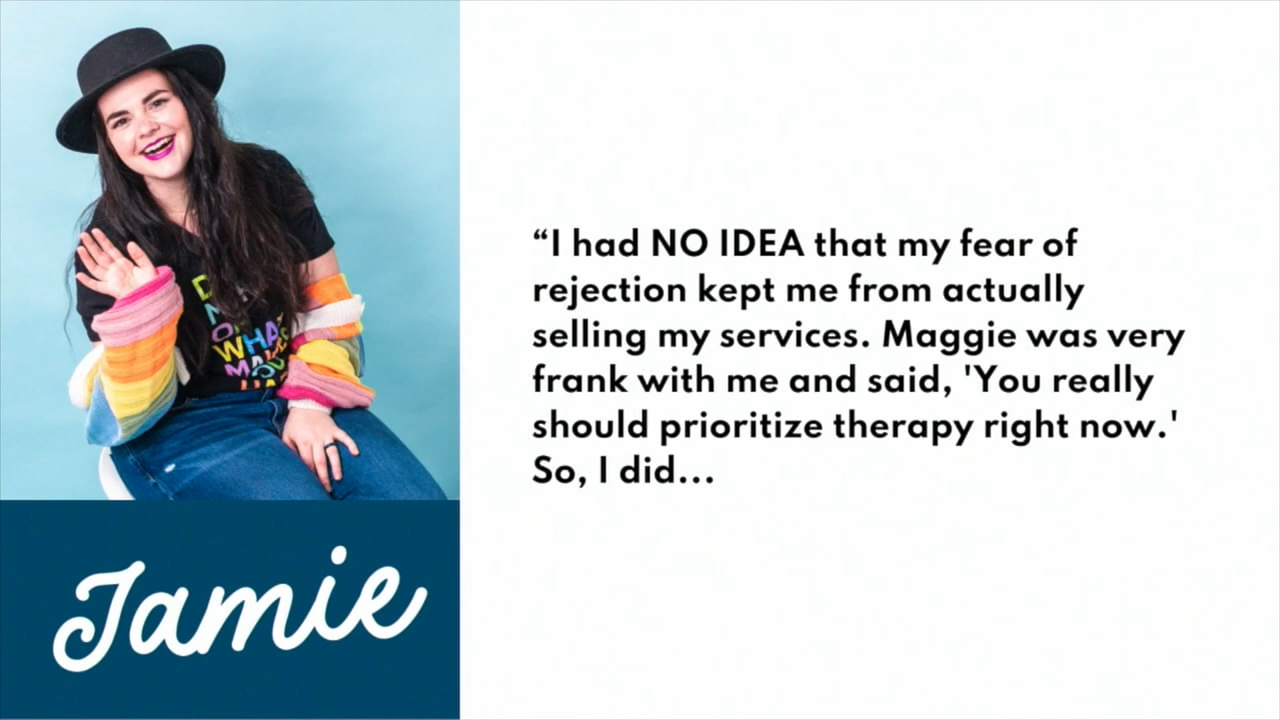 “I had NO IDEA that my fear of
rejection kept me from actually
selling my services. Maggie was very
frank with me and said, 'You really
should prioritize therapy right now.'
So, I did...
WHA
Jamie